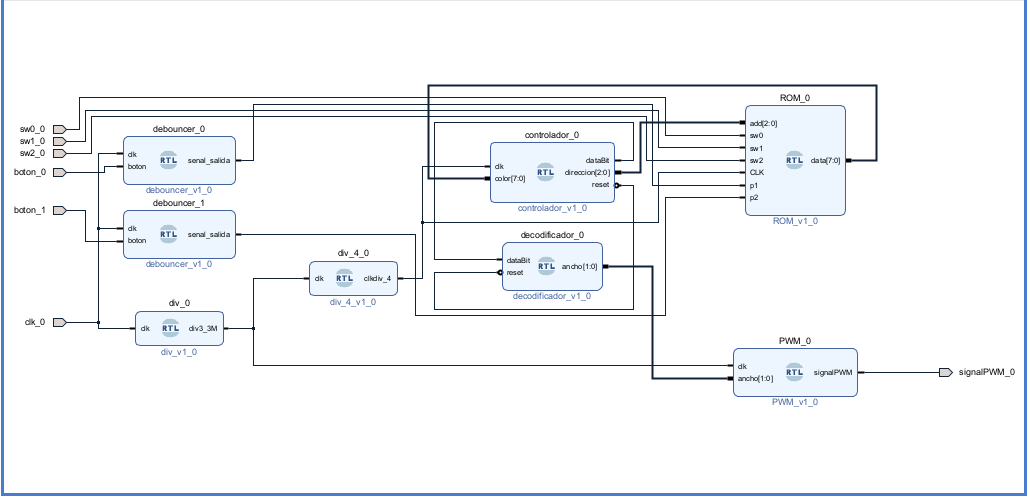 sw0_0
sw1_0
sw2_0
boton_0
boton_1
clk_0
debouncer_0
clk
boton
RTL
senal_salida
debouncer_v1_0
debouncer_1
clk
boton
RTL
senal_salida
debouncer_v1_0
div_0
clk
RTL
div3_3M
div_v1_0
div_4_0
clk
RTL
clkdiv_4
div_4_v1_0
controlador_0
clk
color[7:0]
RTL
dataBit
direccion[2:0]
reset
controlador_v1_0
decodificador_0
dataBit
reset
RTL
ancho[1:0]
decodificador_v1_0
ROM_0
add[2:0]
sw0
sw1
sw2
CLK
p1
p2
RTL
data[7:0]
ROM_v1_0
PWM_0
clk
ancho[1:0]
RTL
signalPWM
PWM_v1_0
signalPWM_0